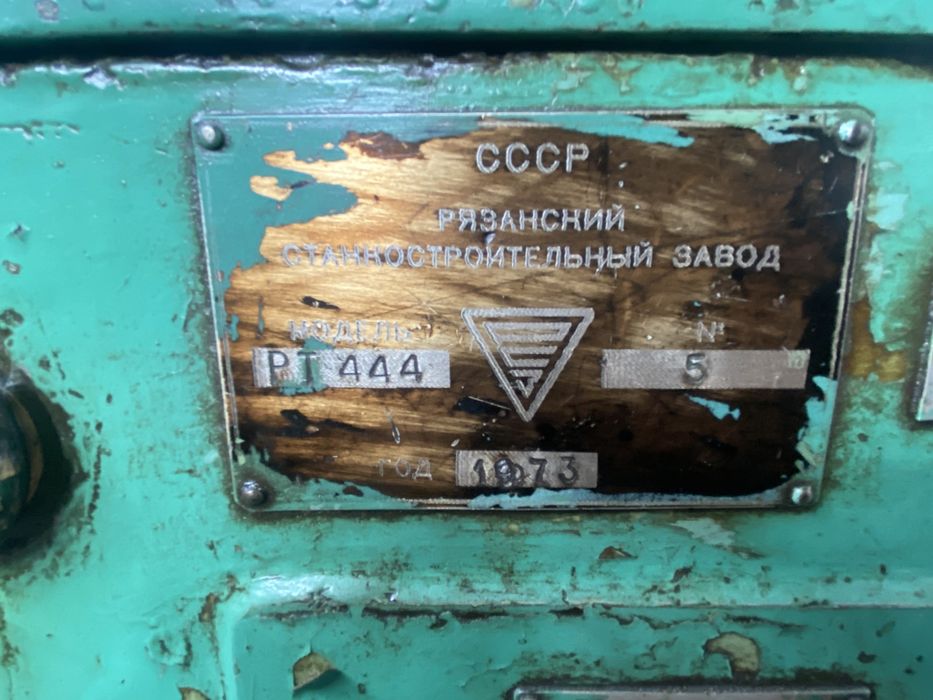 СССР
РЯЗАНСКИЙ
СТАНКОСТРОИТЕЛЬНЫЙ ЗАВОД
МОДЕЛЬ №
РТ 444 5
ГОД 1973